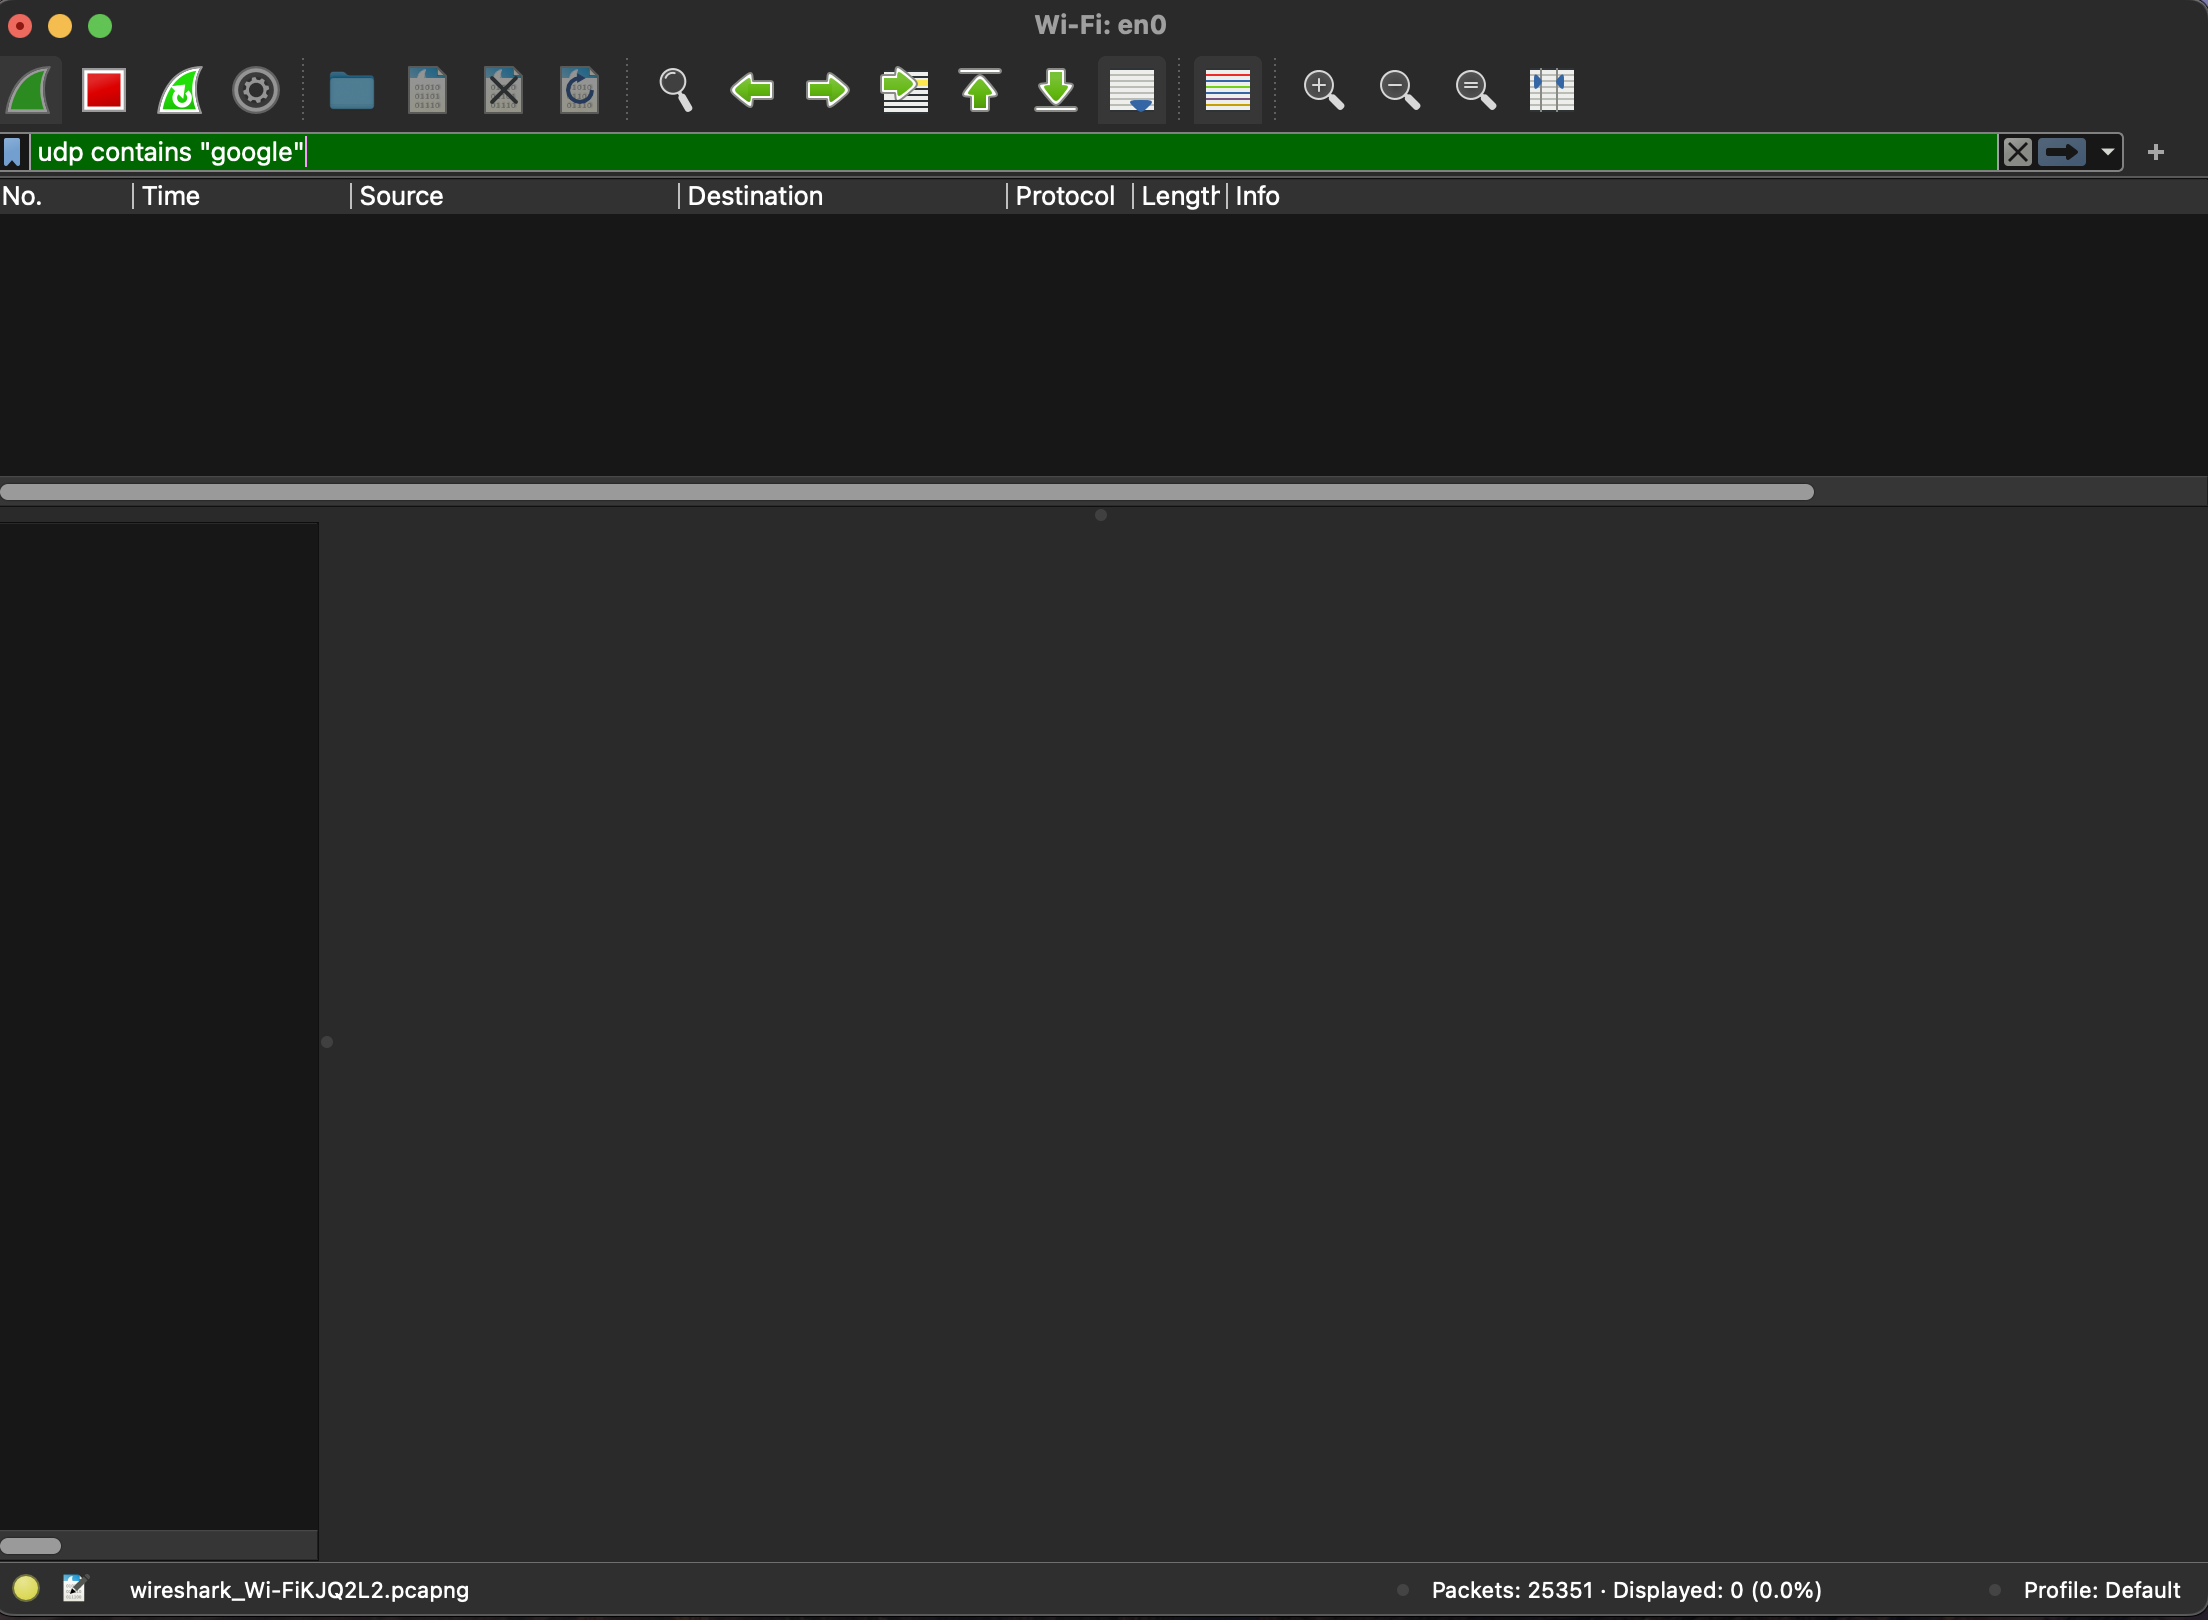 Wi-Fi: en0
udp contains "google"
No. Time Source Destination Protocol Length Info
wireshark_Wi-FiKJQ2L2.pcapng Packets: 25351 · Displayed: 0 (0.0%) Profile: Default